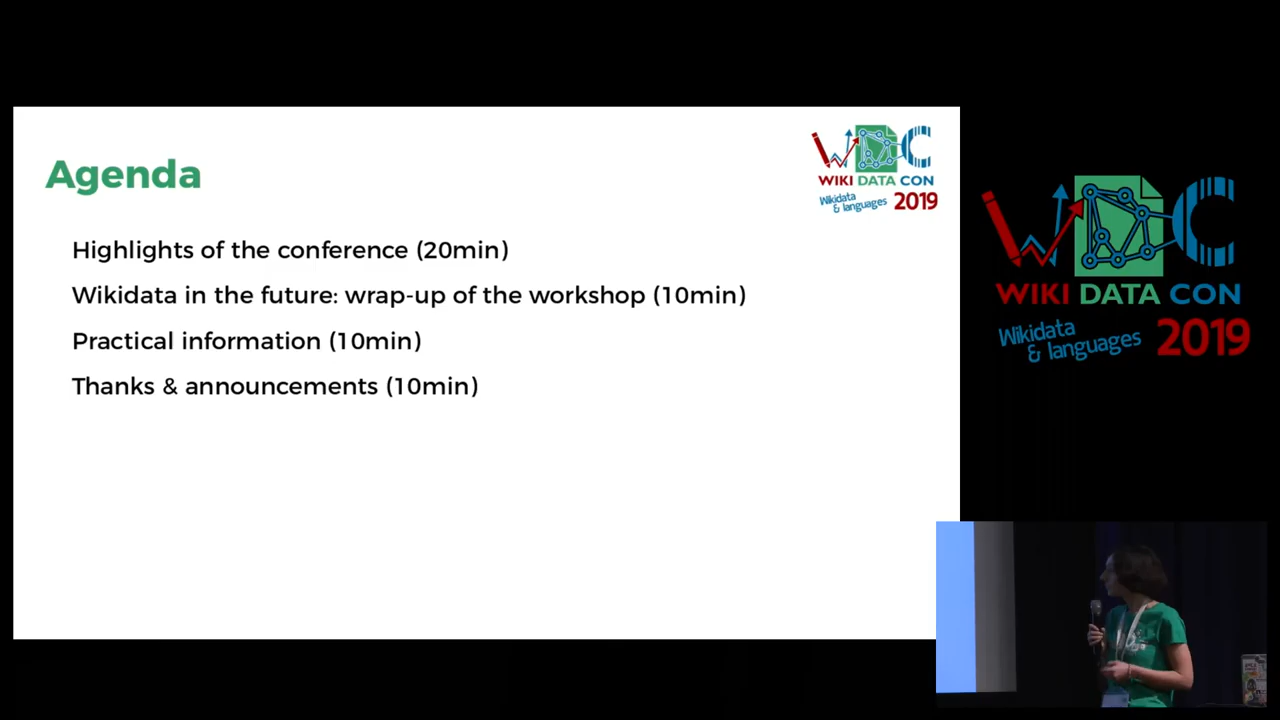 Agenda
Highlights of the conference (20min)
Wikidata in the future: wrap-up of the workshop (10min)
Practical information (10min)
Thanks & announcements (10min)
WIKI DATA CON
Wikidata
& languages 2019
WIKI DATA CON
Wikidata
& languages 2019